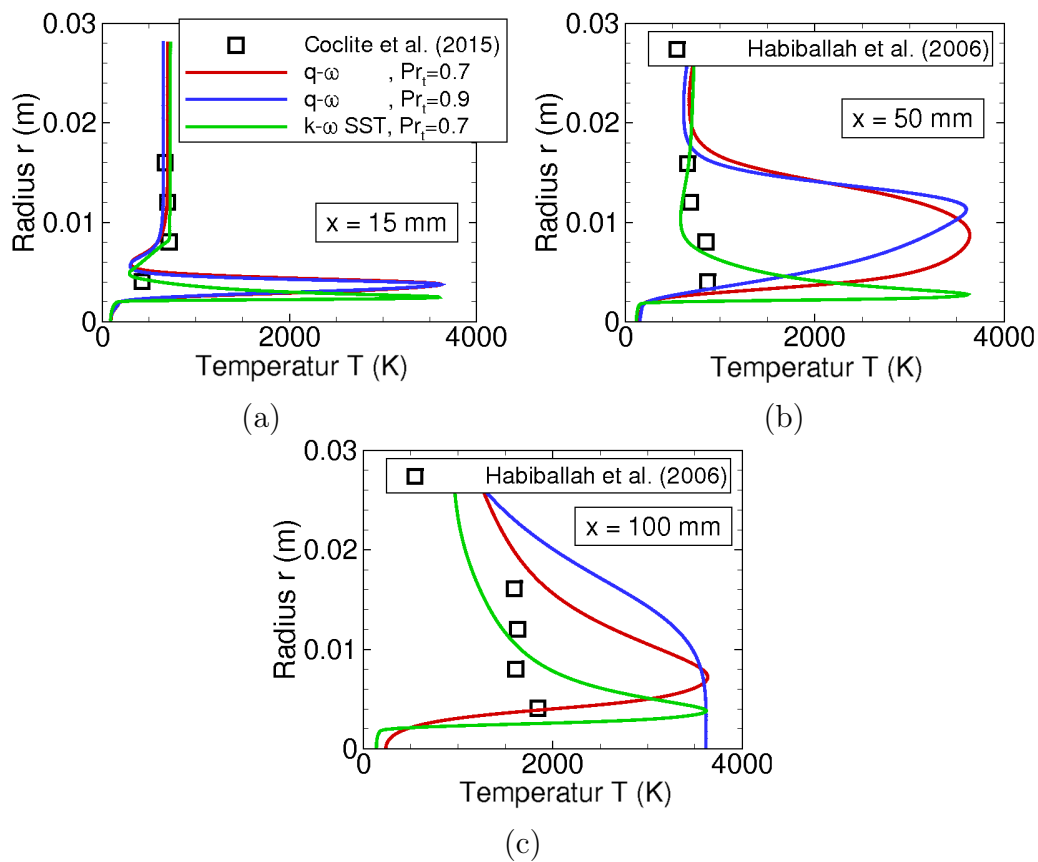 0.03
0.02
0.01
0
Radius r (m)
Coclite et al. (2015)
q-ω , Prt=0.7
q-ω , Prt=0.9
k-ω SST, Prt=0.7
x = 15 mm
0 2000 4000
Temperatur T (K)
(a)
0.03
0.02
0.01
0
Radius r (m)
Habiballah et al. (2006)
x = 50 mm
0 2000 4000
Temperatur T (K)
(b)
0.03
0.02
0.01
0
Radius r (m)
Habiballah et al. (2006)
x = 100 mm
0 2000 4000
Temperatur T (K)
(c)